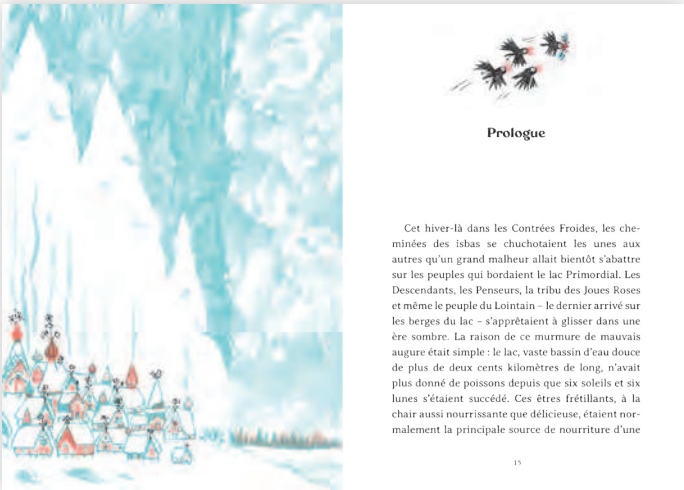 Prologue
Cet hiver-là dans les Contrées Froides, les che-
minées des isbas se chuchotaient les unes aux
autres qu'un grand malheur allait bientôt s'abattre
sur les peuples qui bordaient le lac Primordial. Les
Descendants, les Penseurs, la tribu des Joues Roses
et même le peuple du Lointain – le dernier arrivé sur
les berges du lac – s'apprêtaient à glisser dans une
ère sombre. La raison de ce murmure de mauvais
augure était simple : le lac, vaste bassin d'eau douce
de plus de deux cents kilomètres de long, n'avait
plus donné de poissons depuis que six soleils et six
lunes s'étaient succédé. Ces êtres frétillants, à la
chair aussi nourrissante que délicieuse, étaient nor-
malement la principale source de nourriture d'une
15